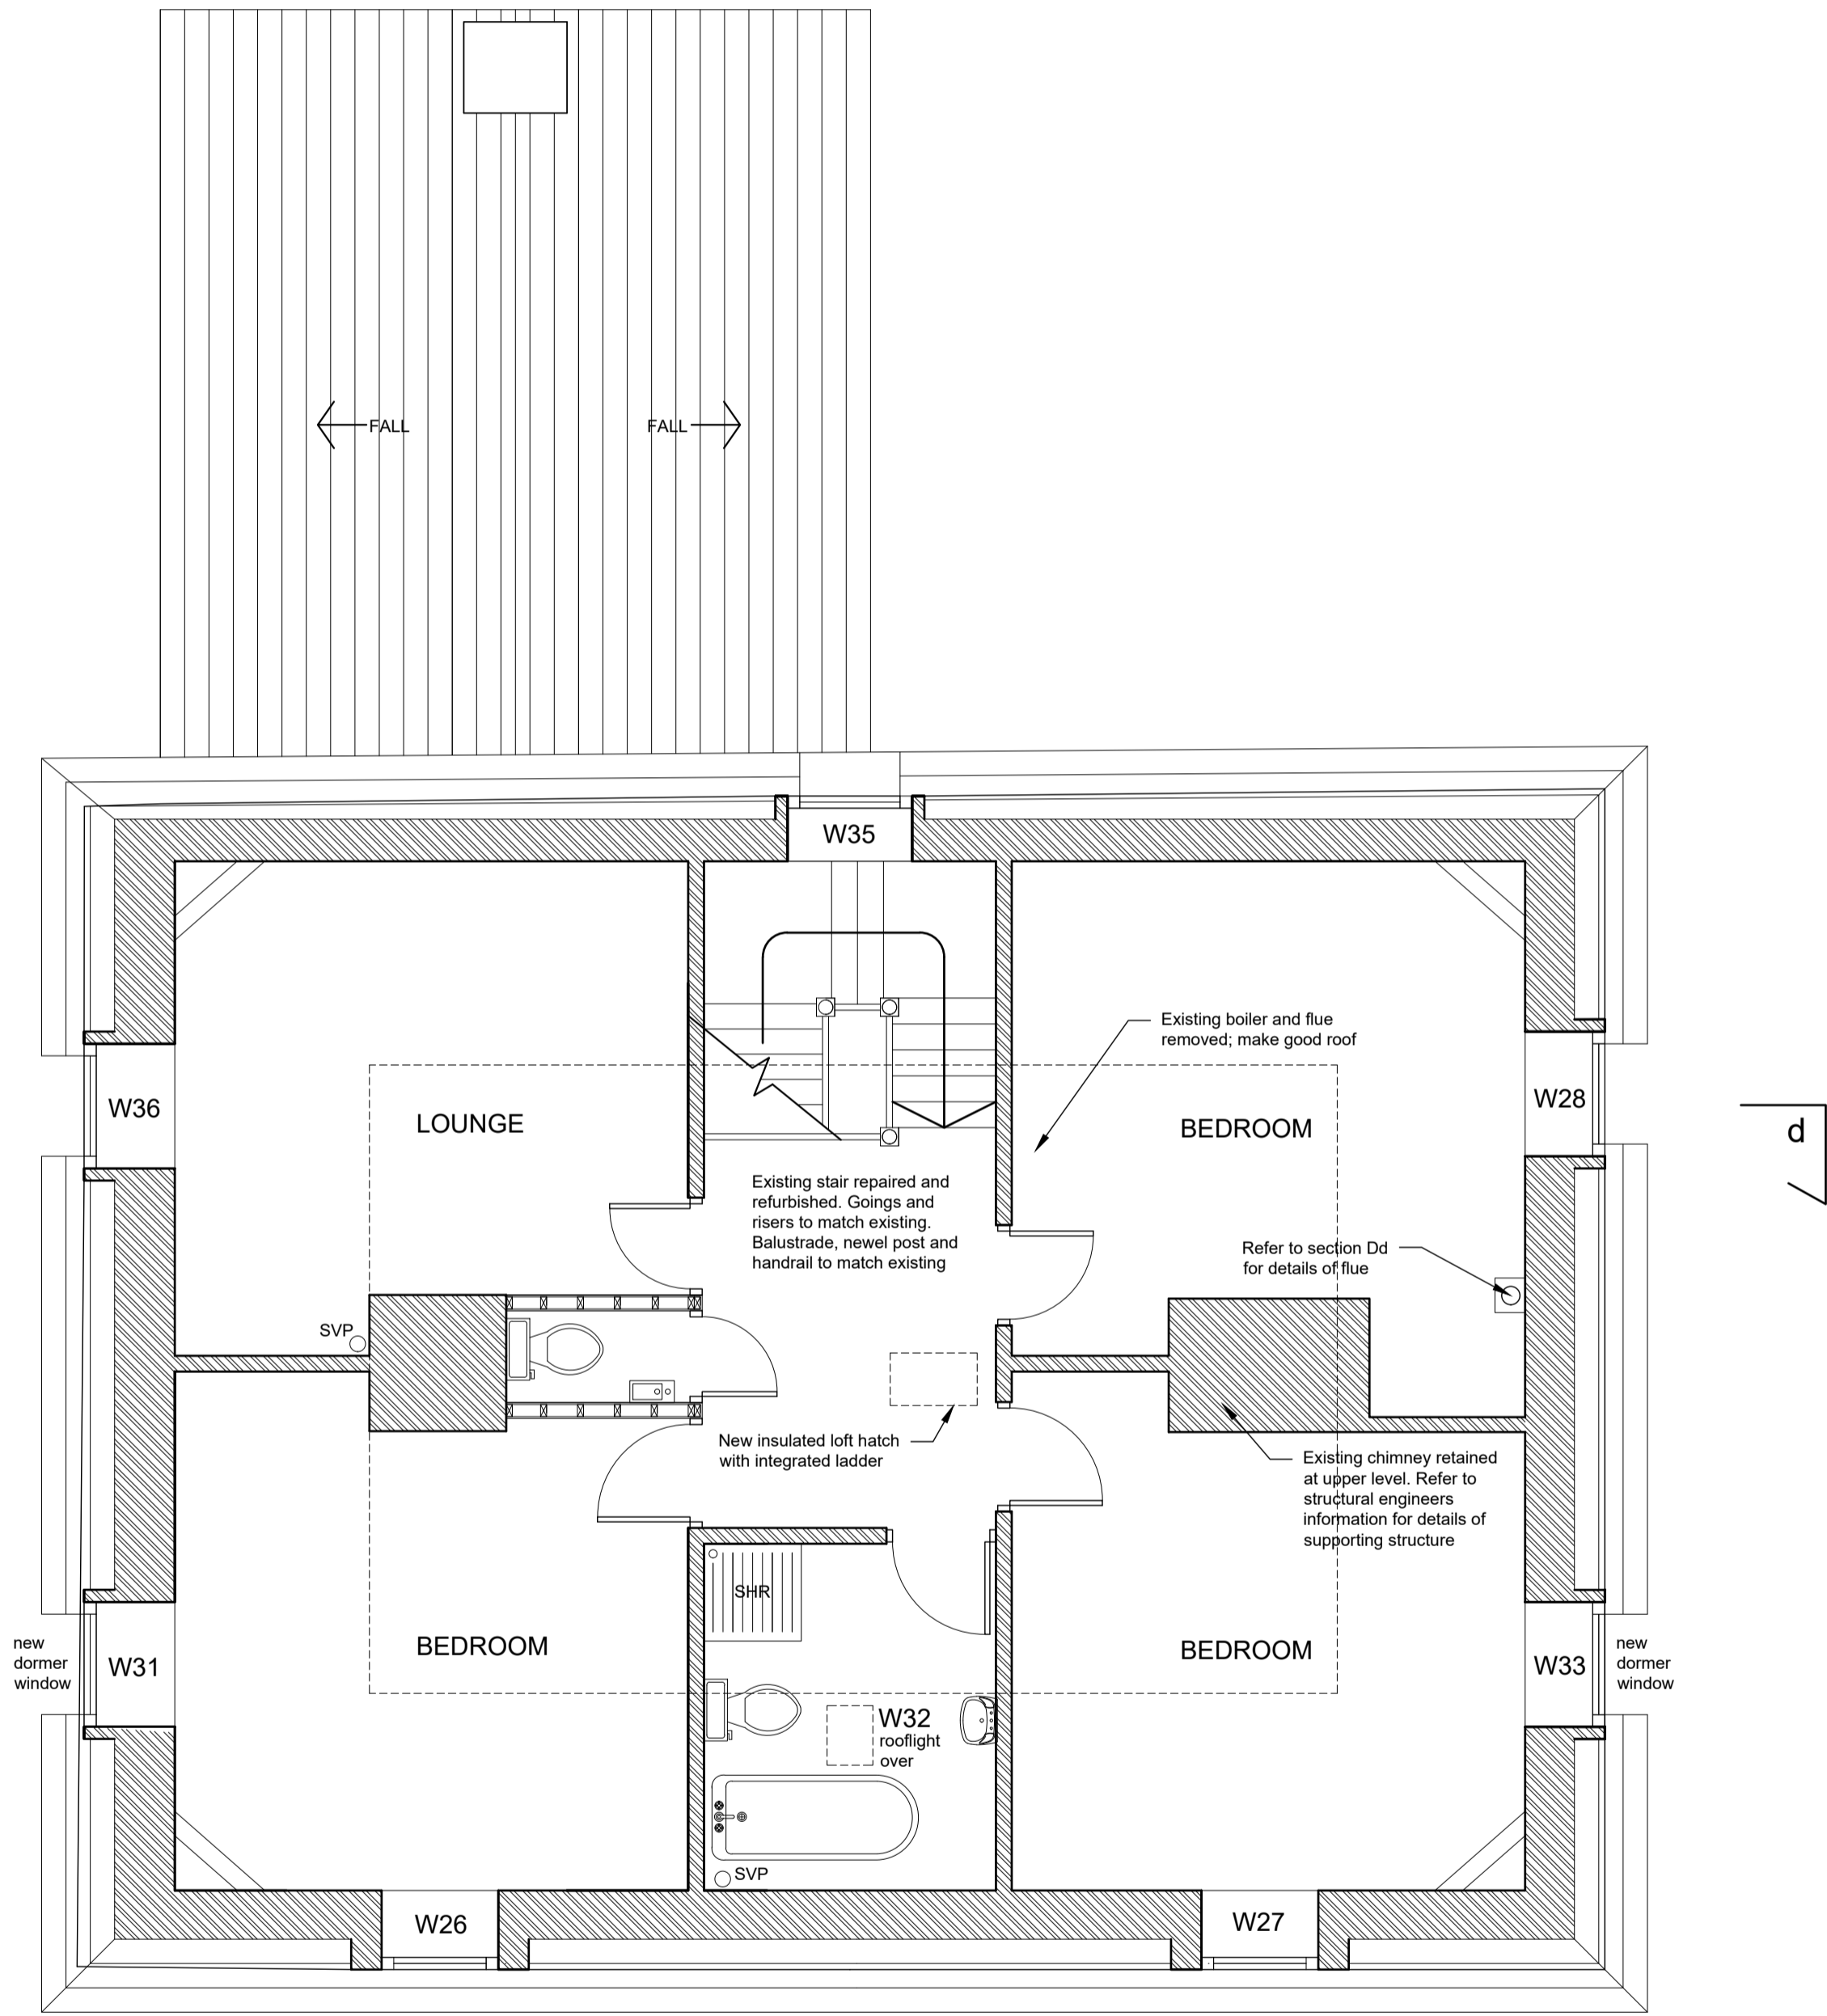 FALL
FALL
W35
Existing boiler and flue
removed; make good roof
W36
LOUNGE
BEDROOM
W28
d
Existing stair repaired and
refurbished. Goings and
risers to match existing.
Balustrade, newel post and
handrail to match existing
Refer to section Dd
for details of flue
SVP
New insulated loft hatch
with integrated ladder
Existing chimney retained
at upper level. Refer to
structural engineers
information for details of
supporting structure
SHR
new
dormer
window
W31
BEDROOM
BEDROOM
W33
new
dormer
window
W32
rooflight
over
SVP
W26
W27